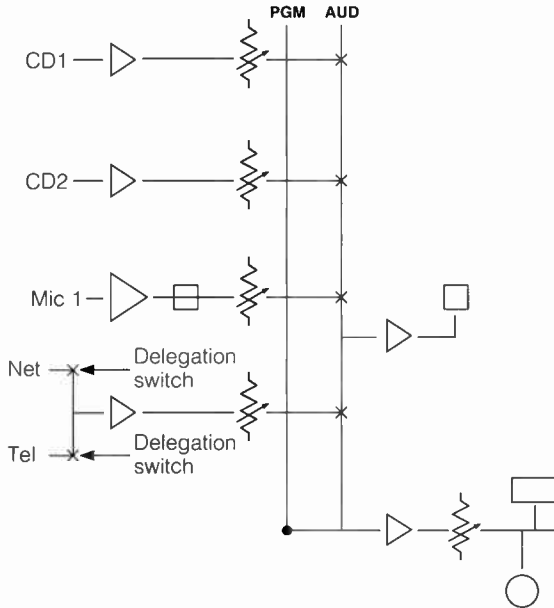 PGM AUD
CD1
CD2
Mic 1
Net
Delegation
switch
Tel
Delegation
switch